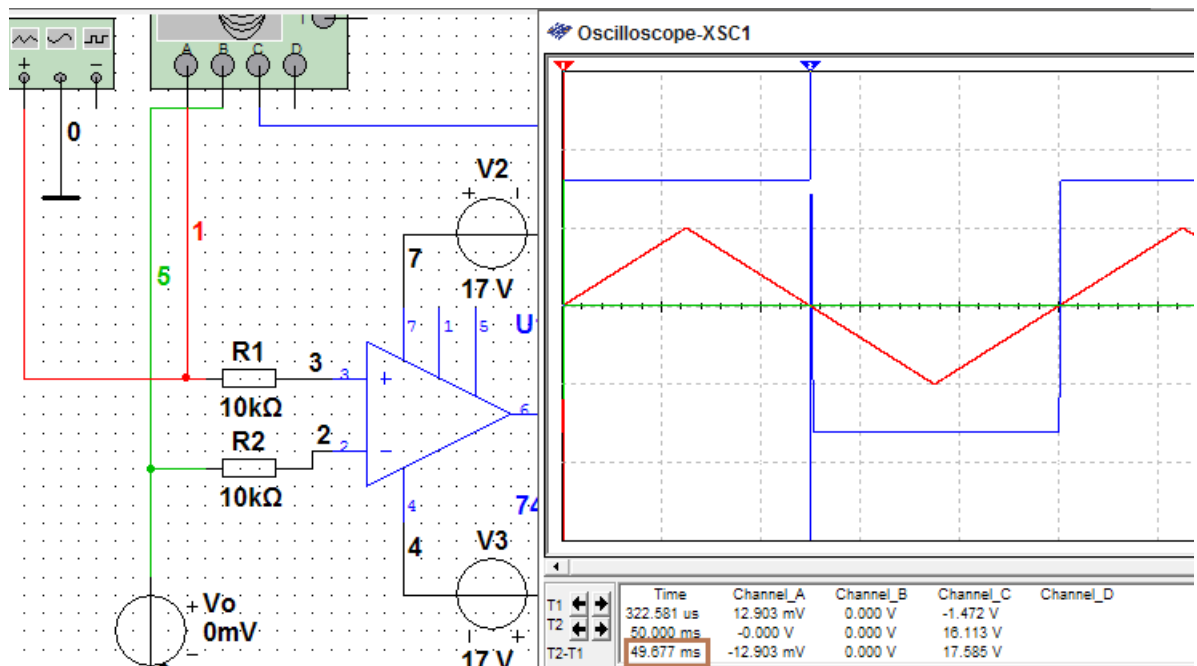 Oscilloscope-XSC1
A B C D
+ −
0
T
1
2
V2
+ −
1
7
5
17 V
7 1 5
U
R1
3
3
+
10kΩ
6
R2
2
2
−
10kΩ
4
74
4
V3
Vo
+
0mV
−
− +
17 V
Time Channel_A Channel_B Channel_C Channel_D
T1 322.581 us 12.903 mV 0.000 V -1.472 V
T2 50.000 ms -0.000 V 0.000 V 16.113 V
T2-T1 49.677 ms -12.903 mV 0.000 V 17.585 V